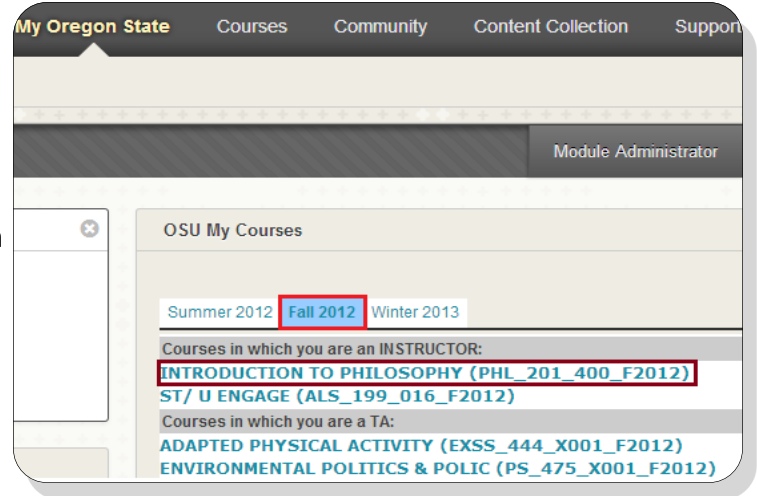 My Oregon State Courses Community Content Collection Support
Module Administrator
OSU My Courses
Summer 2012 Fall 2012 Winter 2013
Courses in which you are an INSTRUCTOR:
INTRODUCTION TO PHILOSOPHY (PHL_201_400_F2012)
ST/ U ENGAGE (ALS_199_016_F2012)
Courses in which you are a TA:
ADAPTED PHYSICAL ACTIVITY (EXSS_444_X001_F2012)
ENVIRONMENTAL POLITICS & POLIC (PS_475_X001_F2012)